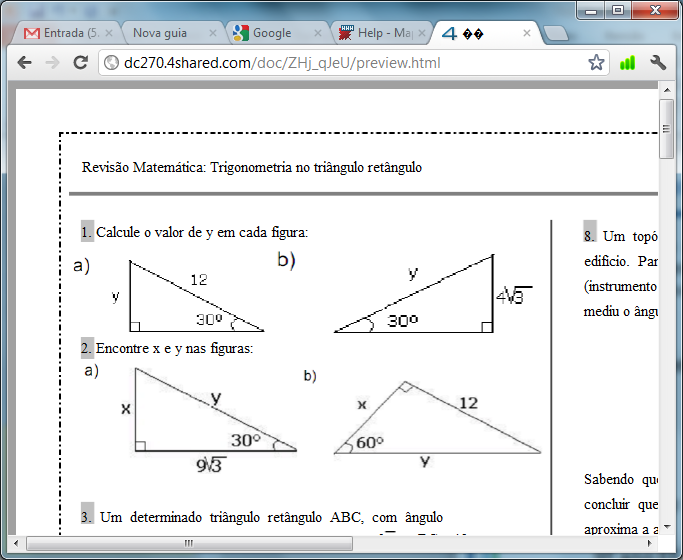 Entrada (5.
Nova guia
Google
Help - Ma
4 ��
dc270.4shared.com/doc/ZHj_qJeU/preview.html
Revisão Matemática: Trigonometria no triângulo retângulo
1. Calcule o valor de y em cada figura:
a)
12
y
30º
b)
y
4√3
30º
2. Encontre x e y nas figuras:
a)
x
y
30º
9√3
b)
x
12
60º
y
3. Um determinado triângulo retângulo ABC, com ângulo
8. Um topó
edifício. Par
(instrumento
mediu o ângu
Sabendo que
concluir que
aproxima a a